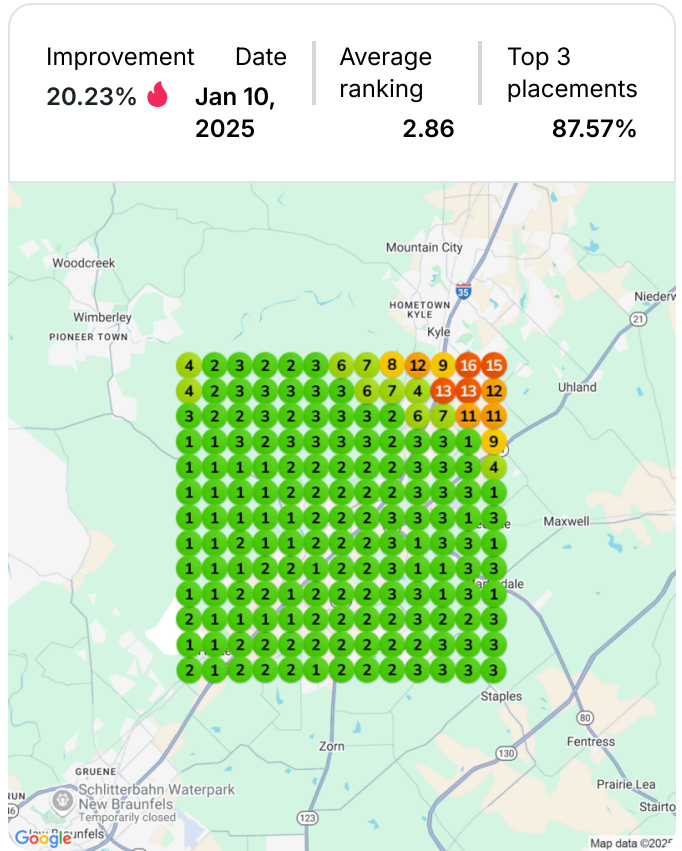 Improvement
20.23%
Date
Jan 10,
2025
Average
ranking
2.86
Top 3
placements
87.57%
Mountain City
Woodcreek
35
HOMETOWN
KYLE
Niederw
Wimberley
PIONEER TOWN
21
Kyle
4 2 3 2 2 3 6 7 8 12 9 16 15
Uhland
4 2 3 3 3 3 3 6 7 4 13 13 12
3 2 2 3 2 3 3 3 2 6 7 11 11
1 1 3 2 3 3 3 3 2 3 3 1 9
1 1 1 1 2 2 2 2 2 3 3 3 4
1 1 1 1 2 2 2 2 2 3 3 3 1
1 1 1 1 1 2 2 2 3 3 3 1 3
Maxwell
1 1 2 1 1 2 2 2 3 1 3 3 1
1 1 1 2 2 1 2 2 3 1 1 3 3
dale
1 1 2 2 1 2 2 2 3 3 1 3 1
2 1 1 1 1 2 2 2 2 3 2 2 3
1 1 2 2 2 2 2 2 2 3 3 3 3
2 1 2 2 2 1 2 2 2 3 3 3 3
Staples
80
Zorn
130
Fentress
GRUENE
Schlitterbahn Waterpark
New Braunfels
Temporarily closed
Prairie Lea
RUN
Stairto
123
Google
Map data ©2025